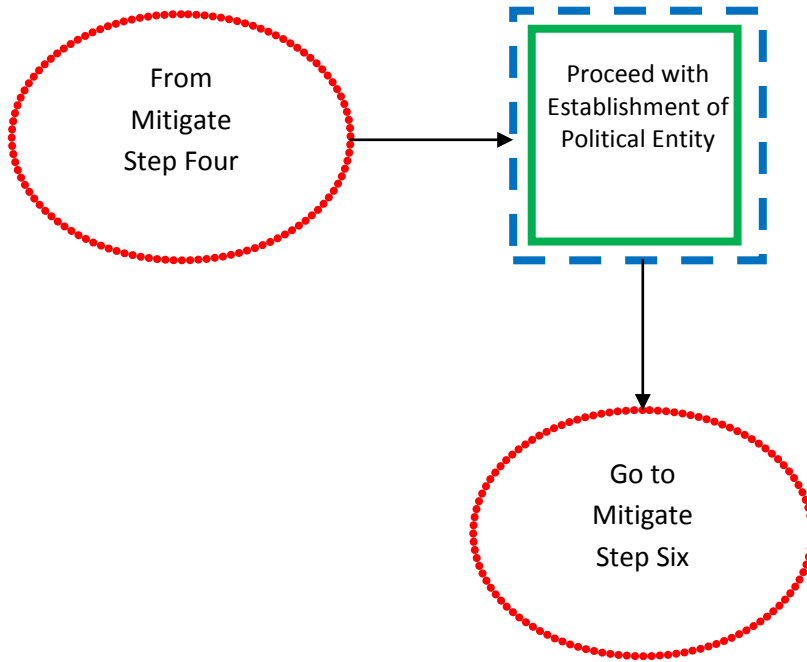 From
Mitigate
Step Four
Proceed with
Establishment of
Political Entity
Go to
Mitigate
Step Six